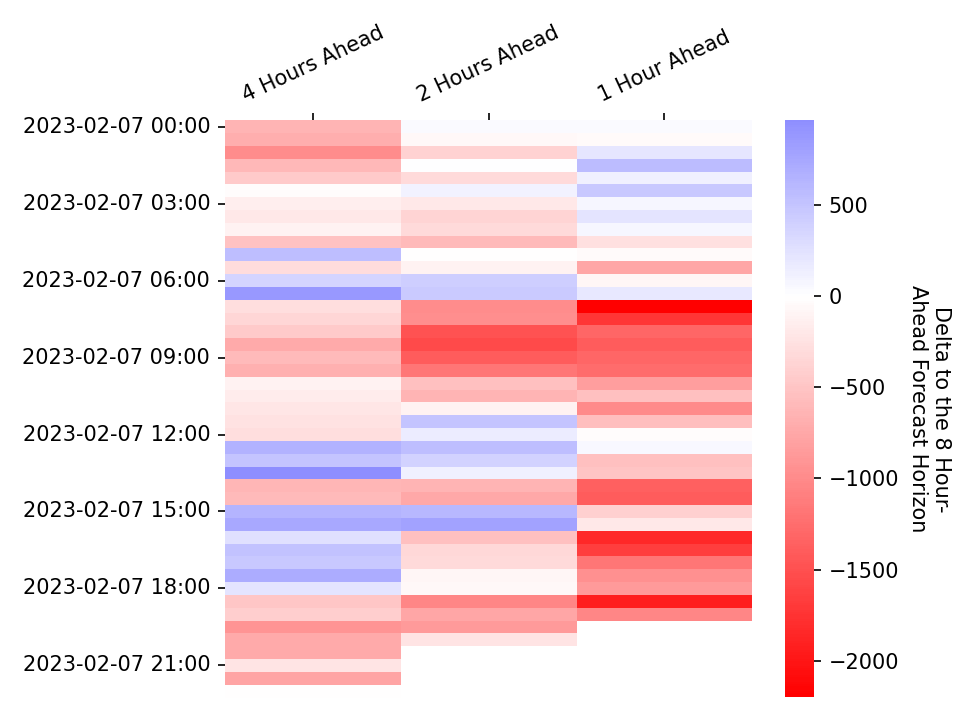 4 Hours Ahead
2 Hours Ahead
1 Hour Ahead
2023-02-07 00:00
2023-02-07 03:00
2023-02-07 06:00
2023-02-07 09:00
2023-02-07 12:00
2023-02-07 15:00
2023-02-07 18:00
2023-02-07 21:00
500
0
−500
−1000
−1500
−2000
Delta to the 8 Hour-
Ahead Forecast Horizon